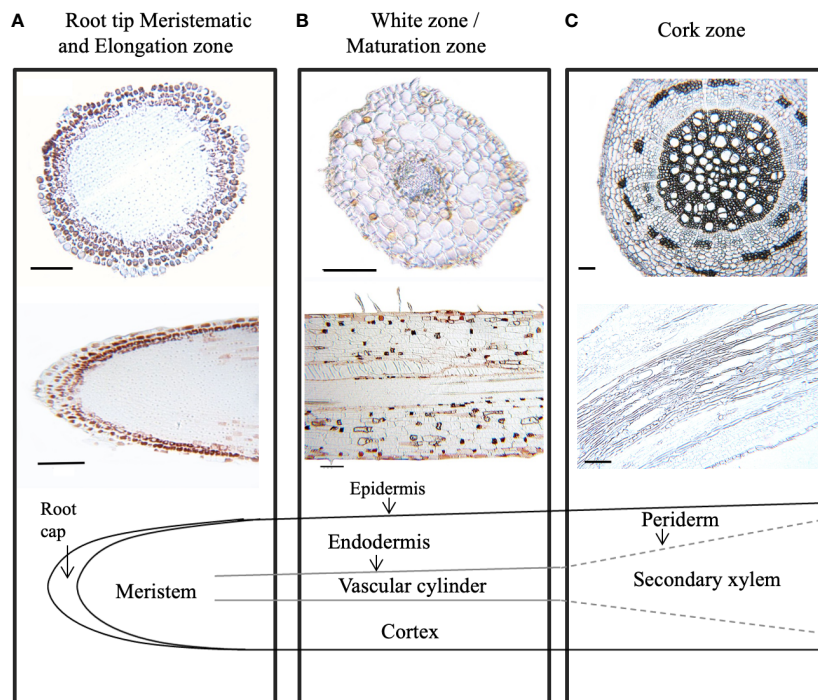 A
Root tip Meristematic
and Elongation zone
B
White zone /
Maturation zone
C
Cork zone
Epidmermis
Root
cap
Periderm
Endodermis
Meristem
Vascular cylinder
Secondary xylem
Cortex